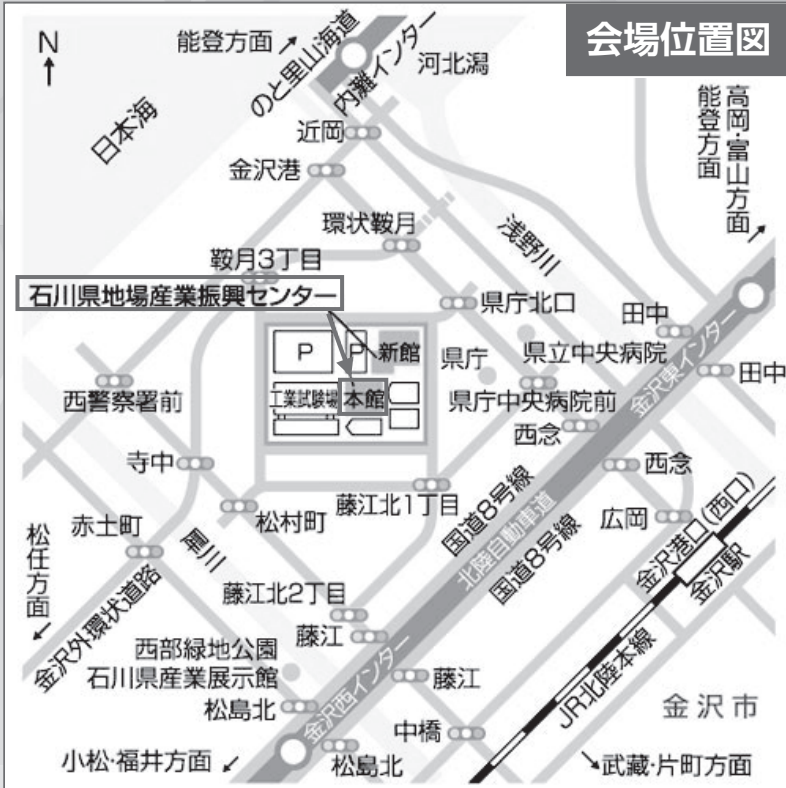 会場位置図
N
能登方面
のと里山海道
内灘インター
河北潟
日本海
近岡
金沢港
高岡・富山方面
能登方面
環状鞍月
浅野川
鞍月3丁目
石川県地場産業振興センター
県庁北口
田中
P
P
新館
県庁
県立中央病院
金沢東インター
田中
西警察署前
工業試験場
本館
県庁中央病院前
西念
寺中
西念
藤江北1丁目
国道8号線
北陸自動車道
国道8号線
松村町
広岡
金沢港口(西口)
金沢駅
赤土町
犀川
松任方面
金沢外環状道路
藤江北2丁目
藤江
西部緑地公園
石川県産業展示館
藤江
JR北陸本線
金沢西インター
松島北
金沢市
中橋
小松・福井方面
松島北
武蔵・片町方面